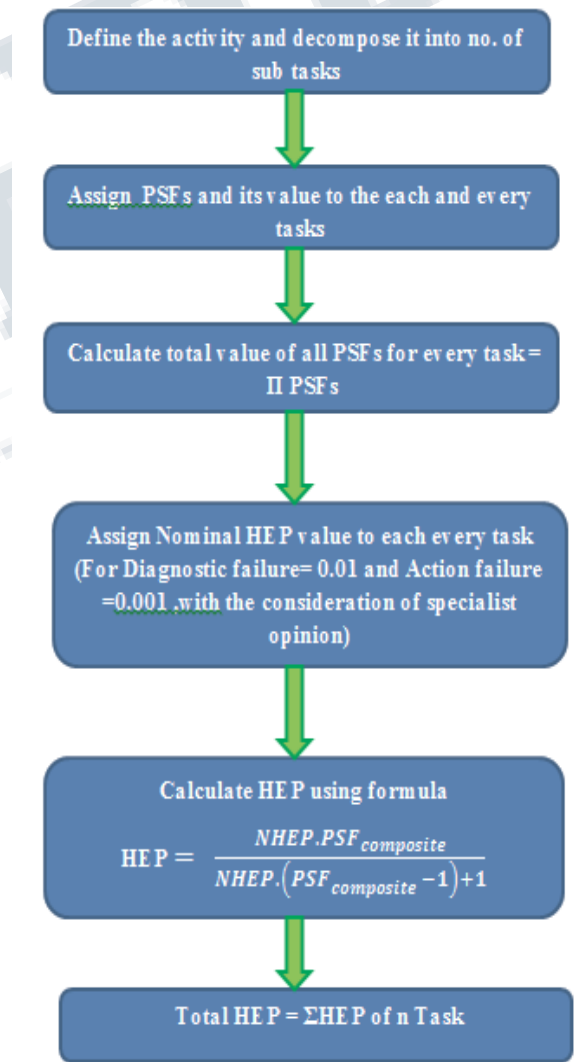 Define the activity and decompose it into no. of
sub tasks
Assign PSFs and its value to the each and every
tasks
Calculate total value of all PSFs for every task =
Π PSFs
Assign Nominal HEP value to each every task
(For Diagnostic failure= 0.01 and Action failure
=0.001 ,with the consideration of specialist
opinion)
Calculate HEP using formula
HEP = NHEP.PSF_composite / NHEP.(PSF_composite −1)+1
Total HEP = ΣHEP of n Task